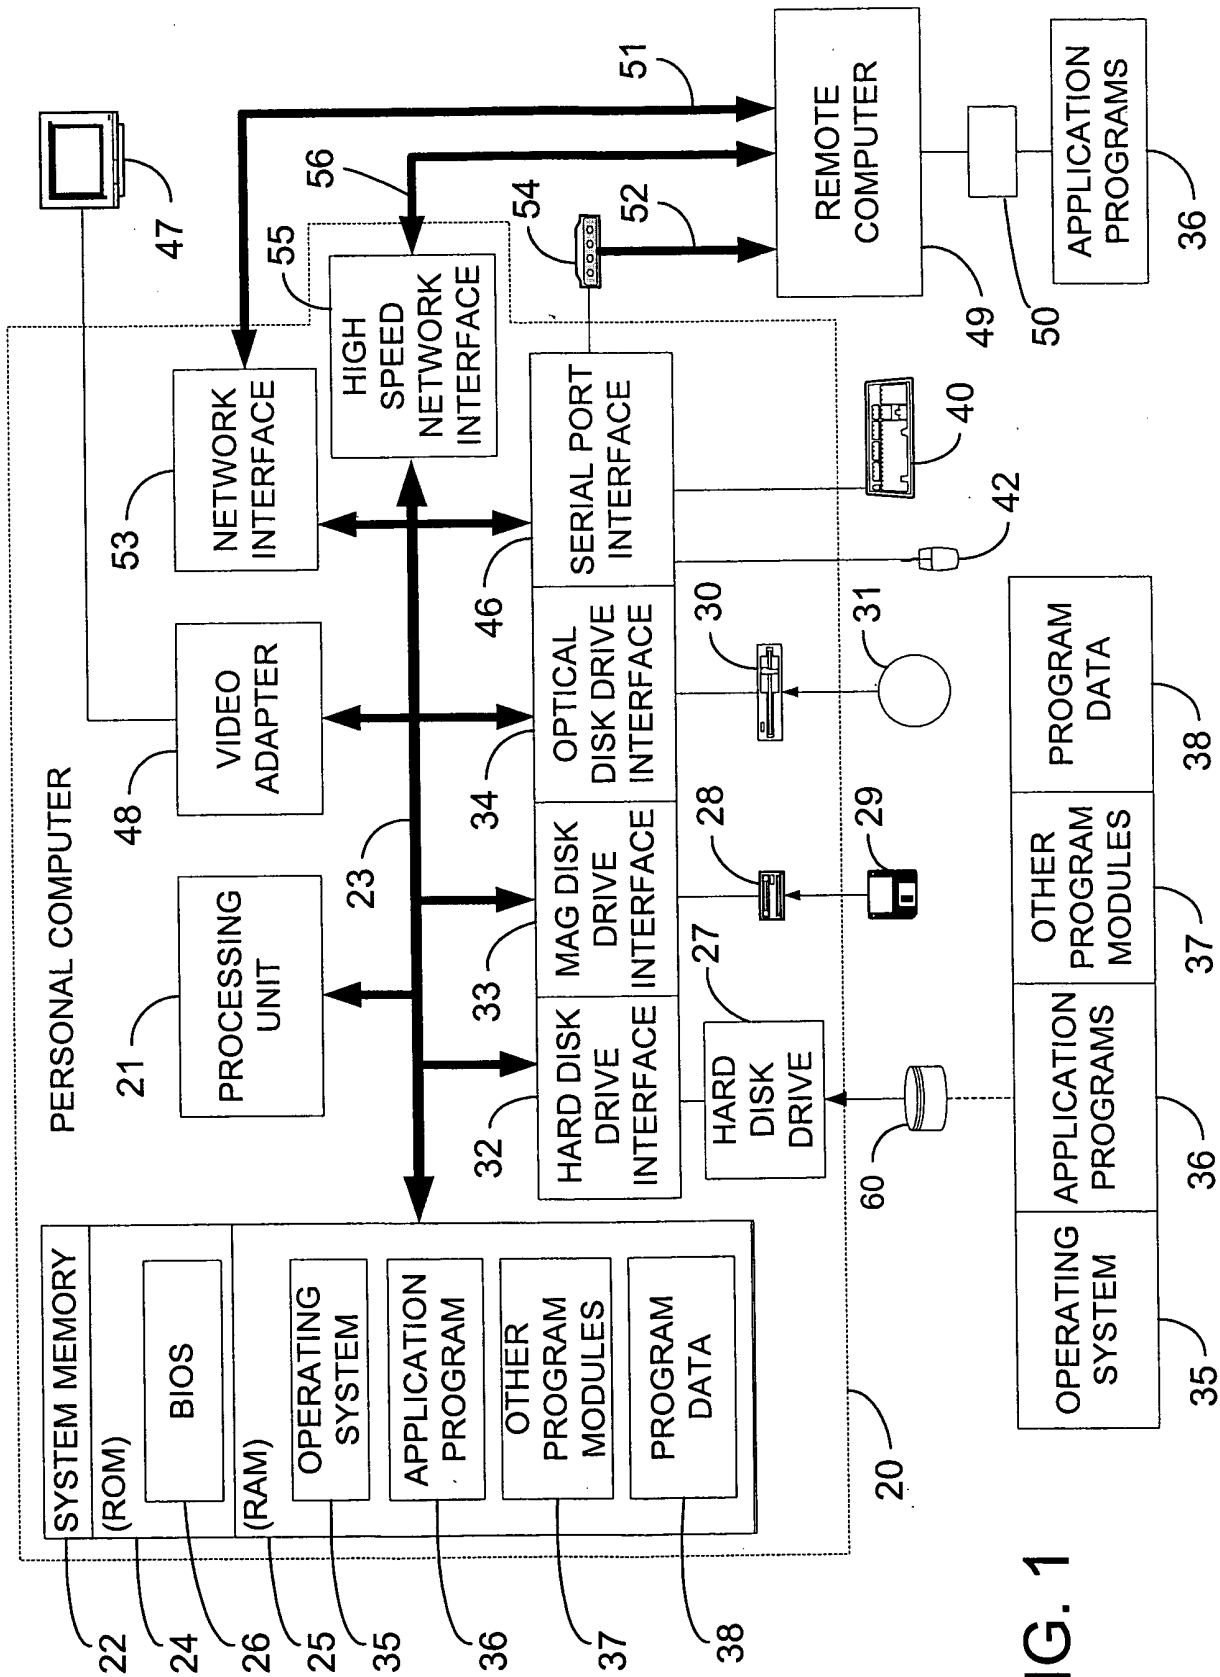 PERSONAL COMPUTER
SYSTEM MEMORY
(ROM)
BIOS
(RAM)
OPERATING
SYSTEM
APPLICATION
PROGRAM
OTHER
PROGRAM
MODULES
PROGRAM
DATA
22
24
26
25
35
36
37
38
21
PROCESSING
UNIT
48
VIDEO
ADAPTER
53
NETWORK
INTERFACE
47
55
HIGH
SPEED
NETWORK
INTERFACE
56
51
23
32
33
34
46
HARD DISK
DRIVE
INTERFACE
MAG DISK
DRIVE
INTERFACE
OPTICAL
DISK DRIVE
INTERFACE
SERIAL PORT
INTERFACE
54
52
HARD
DISK
DRIVE
27
28
30
60
29
31
42
40
20
REMOTE
COMPUTER
49
50
APPLICATION
PROGRAMS
36
OPERATING
SYSTEM
APPLICATION
PROGRAMS
OTHER
PROGRAM
MODULES
PROGRAM
DATA
35
36
37
38
IG. 1